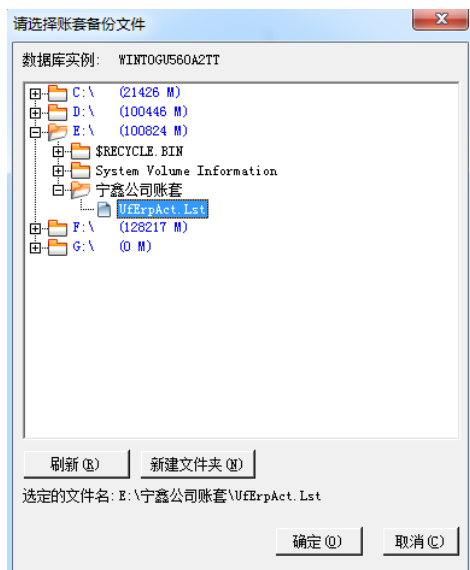 请选择账套备份文件
数据库实例: WINTOGU560A2TT
C:\ (21426 M)
D:\ (100446 M)
E:\ (100824 M)
$RECYCLE.BIN
System Volume Information
宁鑫公司账套
UfErpAct.Lst
F:\ (128217 M)
G:\ (0 M)
刷新(R) 新建文件夹(N)
选定的文件名:E:\宁鑫公司账套\UfErpAct.Lst
确定(O) 取消(C)